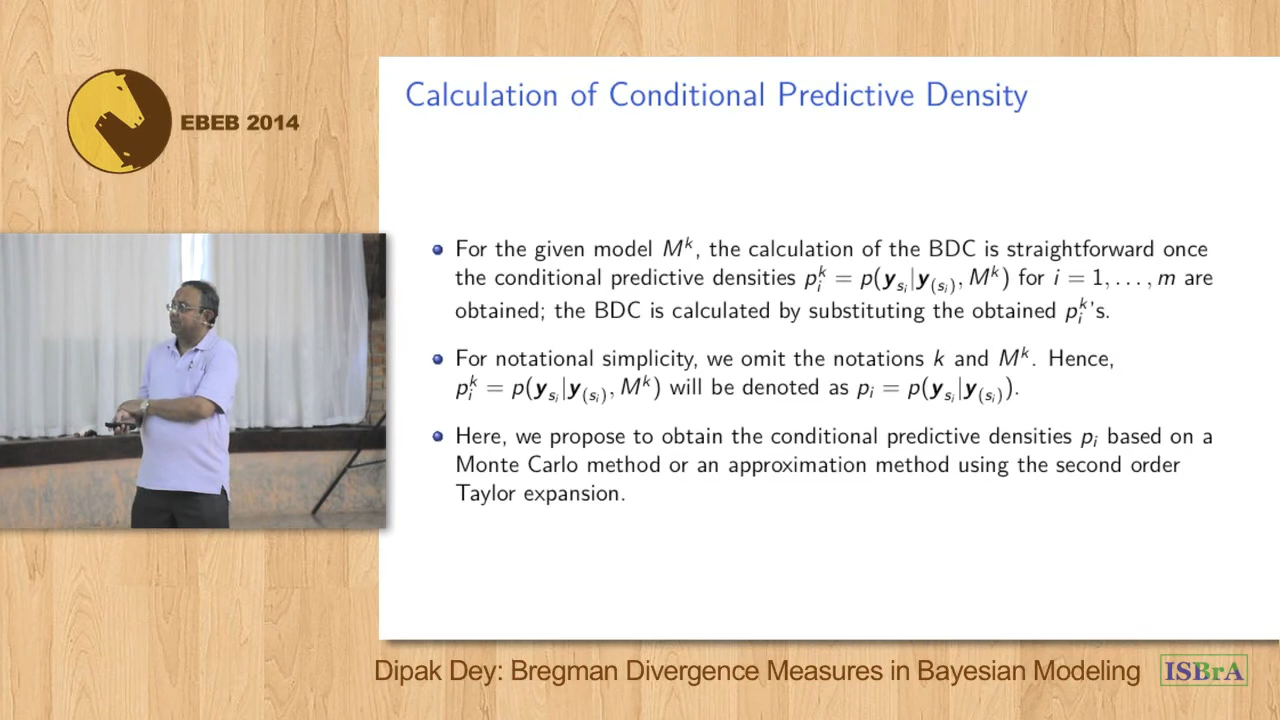 EBEB 2014
Calculation of Conditional Predictive Density
For the given model M^k, the calculation of the BDC is straightforward once
the conditional predictive densities p_i^k = p(y_{s_i}|y_{(s_i)}, M^k) for i = 1, . . . , m are
obtained; the BDC is calculated by substituting the obtained p_i^k's.
For notational simplicity, we omit the notations k and M^k. Hence,
p_i^k = p(y_{s_i}|y_{(s_i)}, M^k) will be denoted as p_i = p(y_{s_i}|y_{(s_i)}).
Here, we propose to obtain the conditional predictive densities p_i based on a
Monte Carlo method or an approximation method using the second order
Taylor expansion.
Dipak Dey: Bregman Divergence Measures in Bayesian Modeling
ISBrA